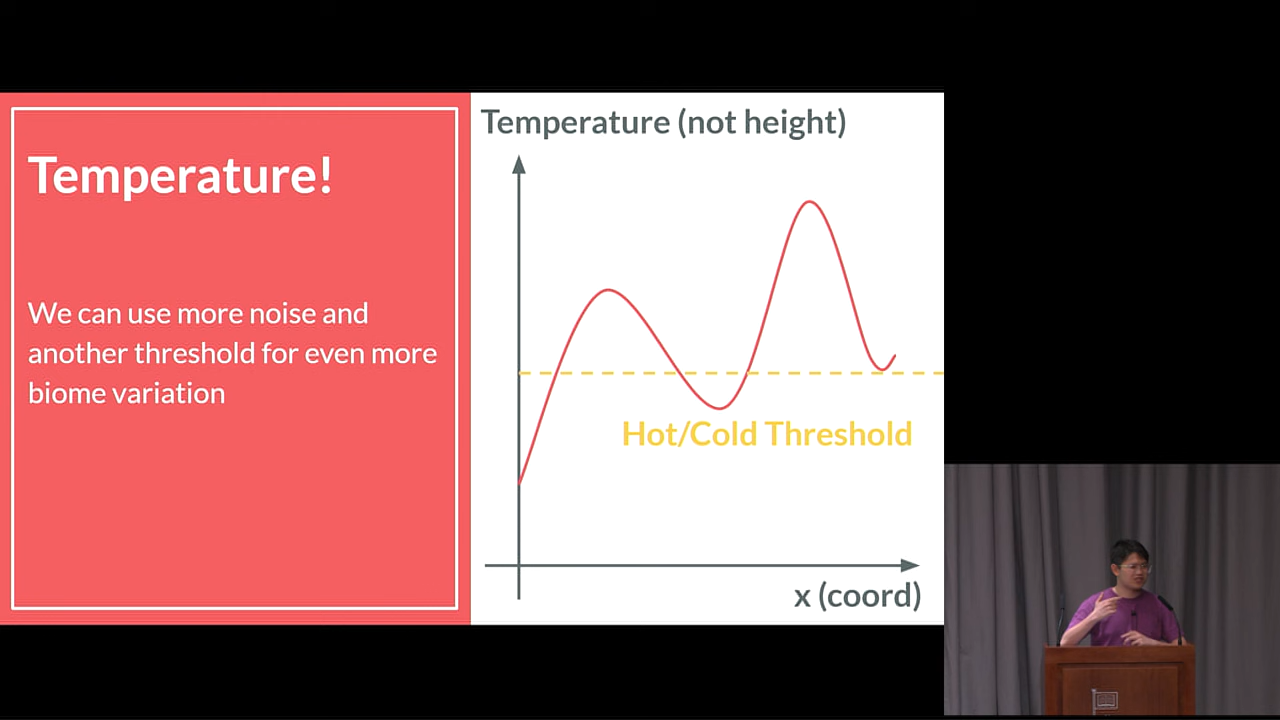 Temperature!
We can use more noise and
another threshold for even more
biome variation
Temperature (not height)
Hot/Cold Threshold
x (coord)